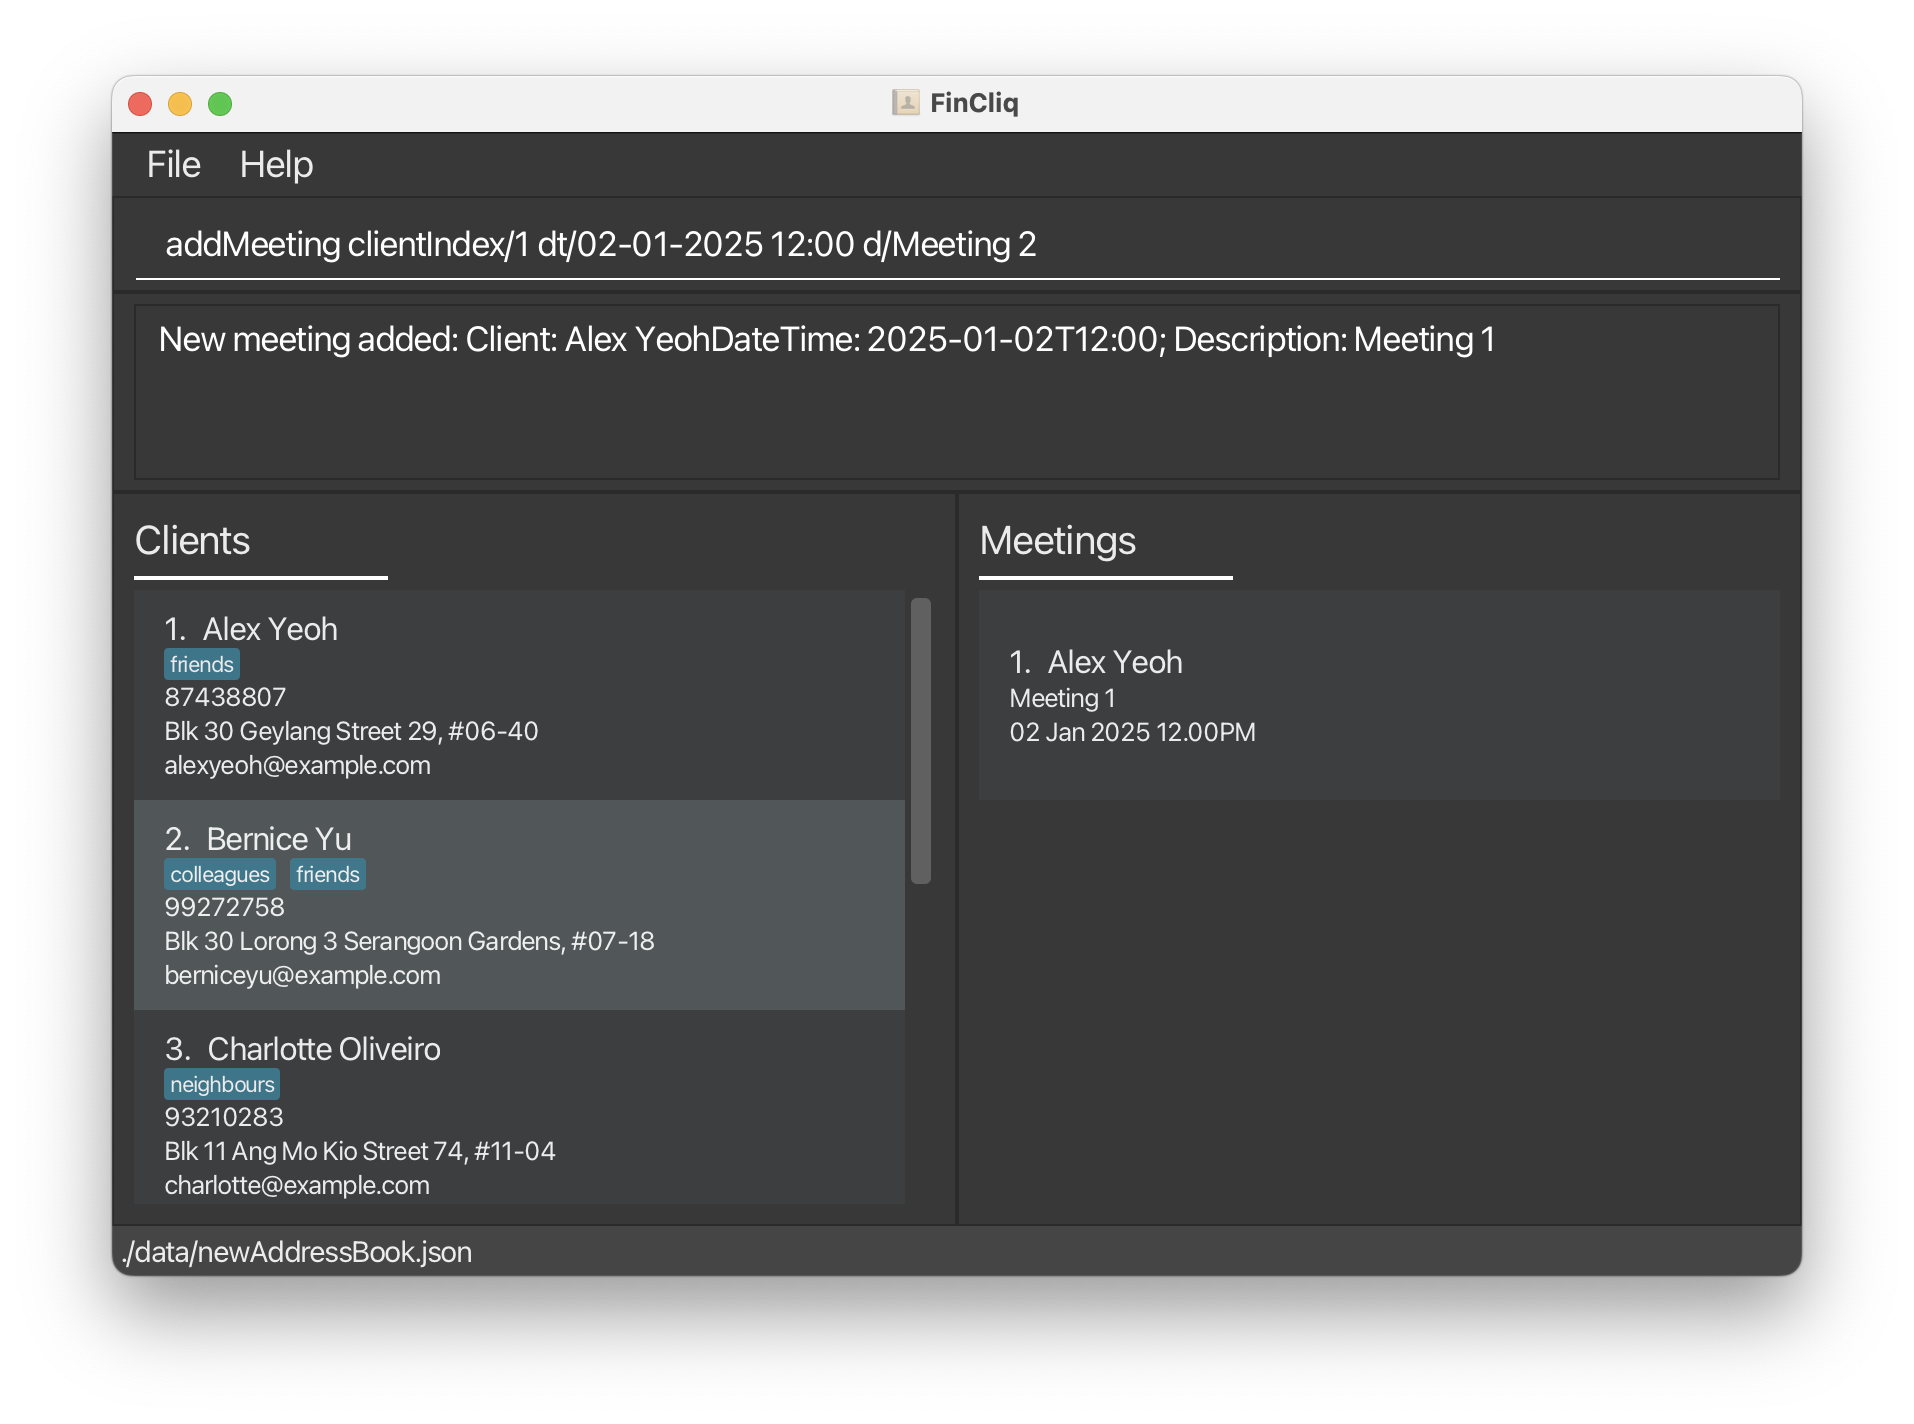 FinCliq
File Help
addMeeting clientIndex/1 dt/02-01-2025 12:00 d/Meeting 2
New meeting added: Client: Alex YeohDateTime: 2025-01-02T12:00; Description: Meeting 1
Clients
1. Alex Yeoh
friends
87438807
Blk 30 Geylang Street 29, #06-40
alexyeoh@example.com
2. Bernice Yu
colleagues friends
99272758
Blk 30 Lorong 3 Serangoon Gardens, #07-18
berniceyu@example.com
3. Charlotte Oliveiro
neighbours
93210283
Blk 11 Ang Mo Kio Street 74, #11-04
charlotte@example.com
Meetings
1. Alex Yeoh
Meeting 1
02 Jan 2025 12.00PM
./data/newAddressBook.json